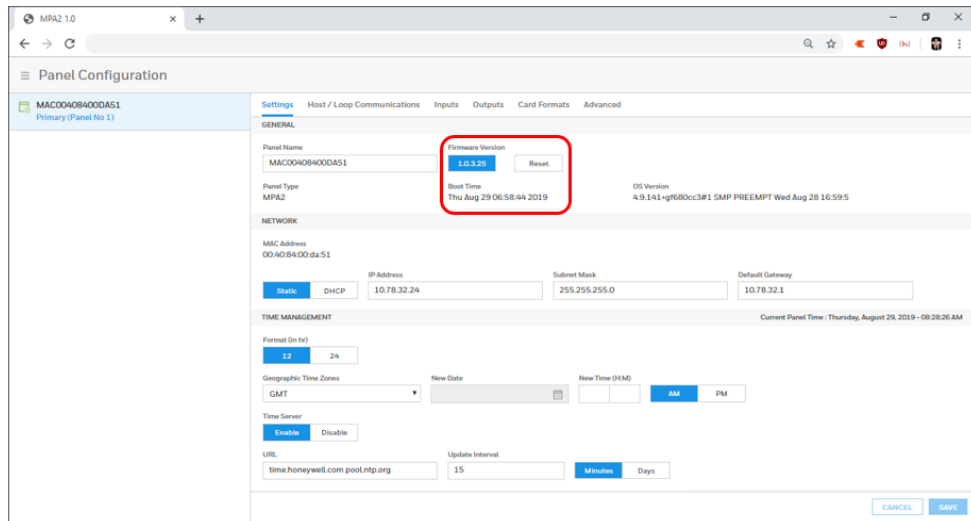 MPA2 1.0
Panel Configuration
MAC00408400DA51
Primary (Panel No 1)
Settings Host / Loop Communications Inputs Outputs Card Formats Advanced
GENERAL
Panel Name Firmware Version
MAC00408400DA51 1.0.3.25 Reset
Panel Type Boot Time OS Version
MPA2 Thu Aug 29 06:58:44 2019 4.9.141+gf680cc3#1 SMP PREEMPT Wed Aug 28 16:59:5
NETWORK
MAC Address
00:40:84:00:da:51
IP Address Subnet Mask Default Gateway
Static DHCP 10.78.32.24 255.255.255.0 10.78.32.1
TIME MANAGEMENT Current Panel Time : Thursday, August 29, 2019 - 08:28:26 AM
Format (in hr)
12 24
Geographic Time Zones New Date New Time (H:M)
GMT AM PM
Time Server
Enable Disable
URL Update Interval
time.honeywell.com pool.ntp.org 15 Minutes Days
CANCEL SAVE